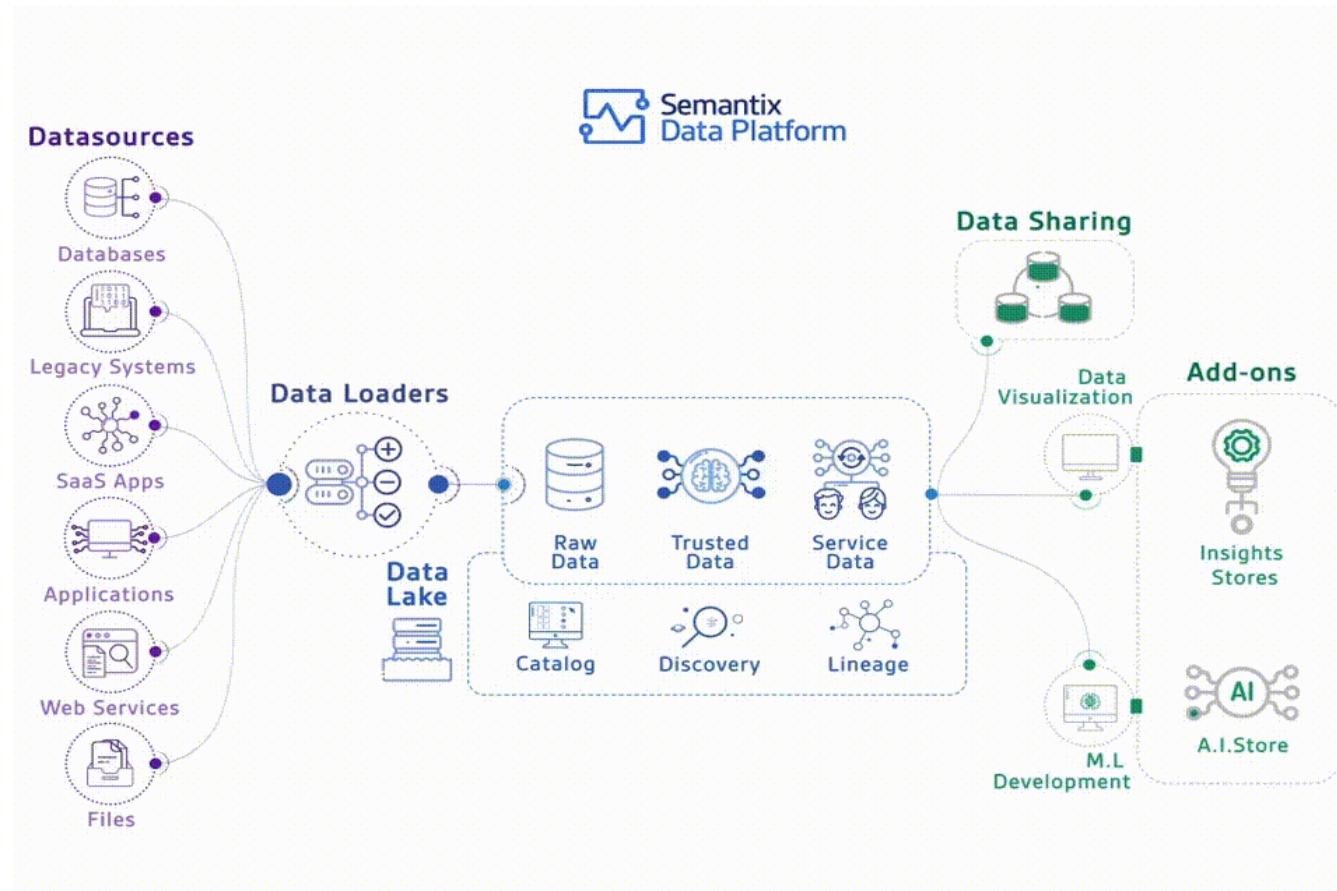 Semantix
Data Platform
Datasources
Databases
Legacy Systems
SaaS Apps
Applications
Web Services
Files
Data Loaders
Data
Lake
Raw
Data
Trusted
Data
Service
Data
Catalog
Discovery
Lineage
Data Sharing
Data
Visualization
M.L
Development
Add-ons
Insights
Stores
AI
A.I.Store